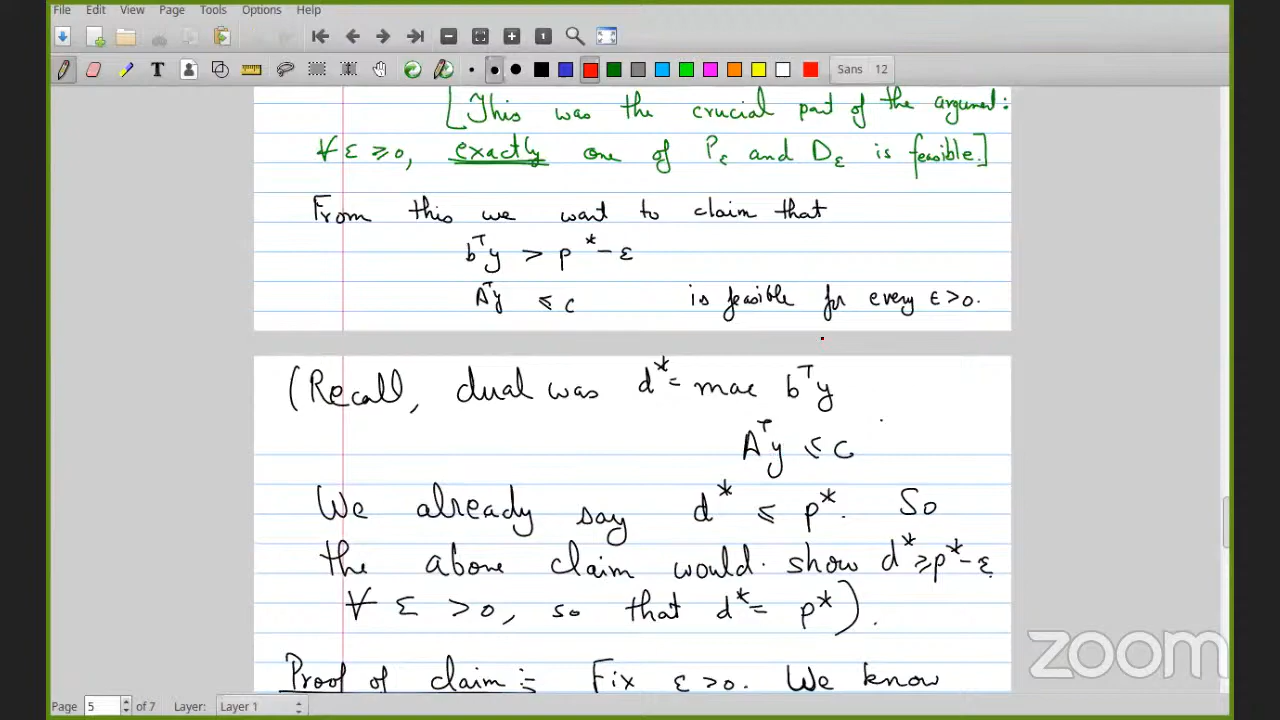 File Edit View Page Tools Options Help
Sans 12
[This was the crucial part of the argument:
∀ ε ≥ 0, exactly one of Pε and Dε is feasible.]
From this we want to claim that
bᵀy > p* - ε
Aᵀy ≤ c is feasible for every ε > 0.
(Recall, dual was d* = max bᵀy
Aᵀy ≤ c
We already say d* ≤ p*. So
the above claim would show d* ≥ p* - ε
∀ ε > 0, so that d* = p*).
Proof of claim :- Fix ε > 0. We know
zoom
Page 5 of 7 Layer: Layer 1